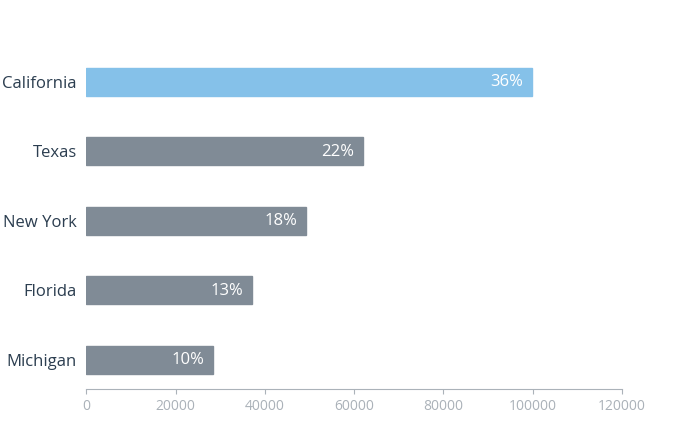 California 36%
Texas 22%
New York 18%
Florida 13%
Michigan 10%
0 20000 40000 60000 80000 100000 120000